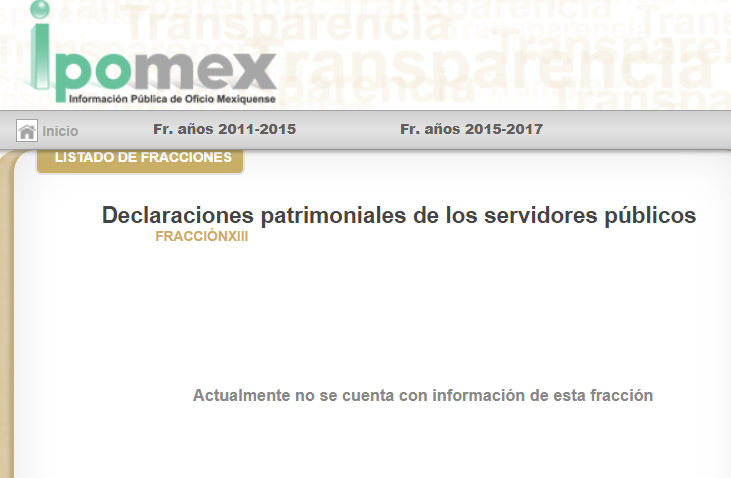 Transparencia
ipomex
Información Pública de Oficio Mexiquense
Inicio
Fr. años 2011-2015
Fr. años 2015-2017
LISTADO DE FRACCIONES
Declaraciones patrimoniales de los servidores públicos
FRACCIÓNXIII
Actualmente no se cuenta con información de esta fracción